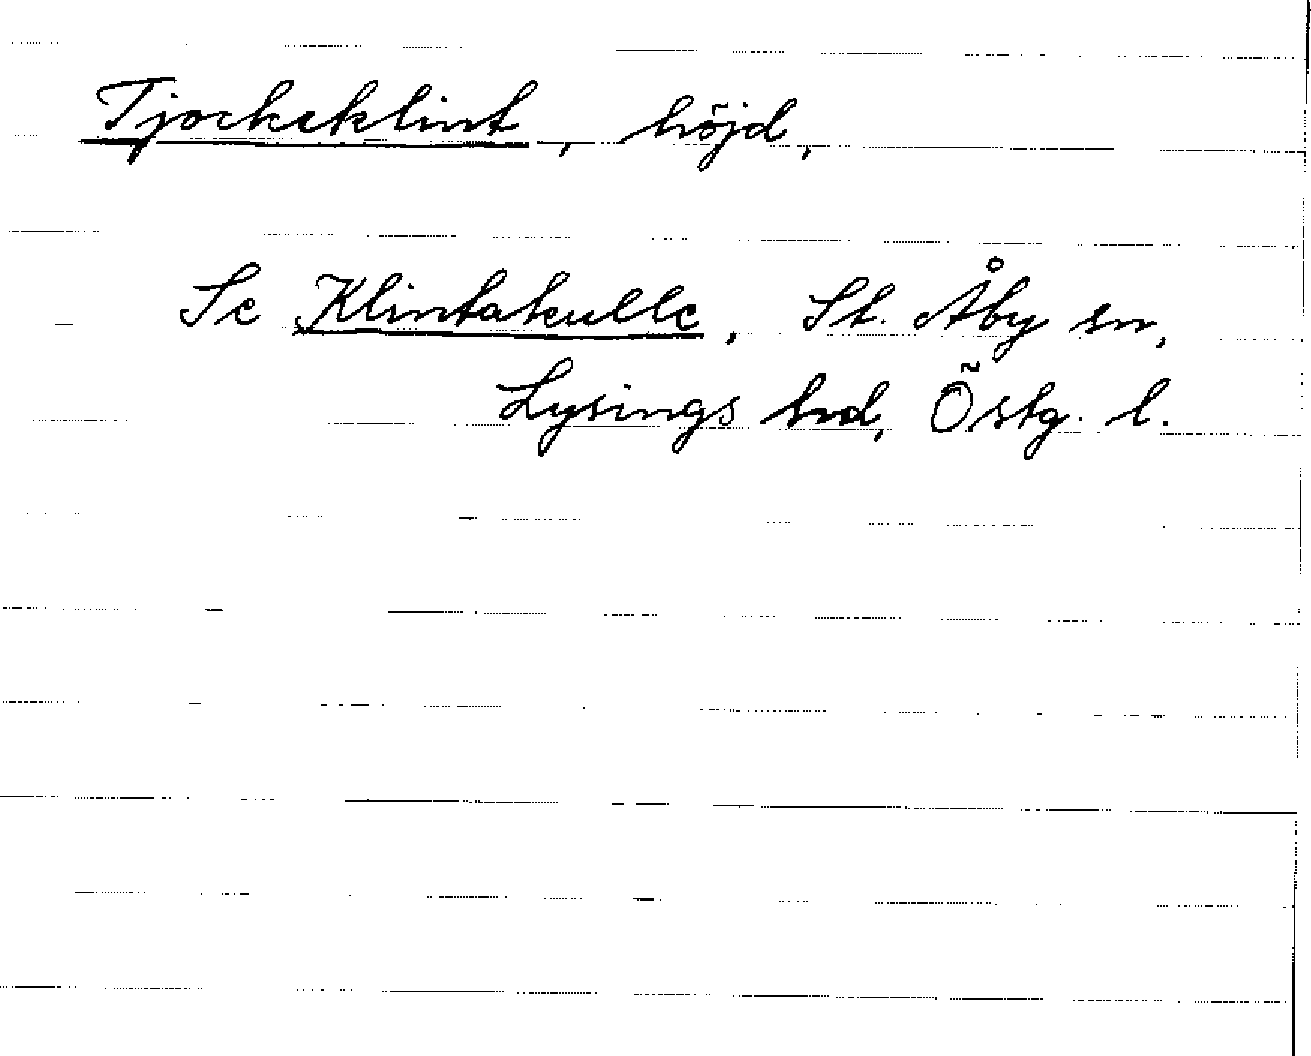 Tjockeklint, höjd,
Se Klintakulle, St. Åby sn,
Lysings hd, Östg. l.